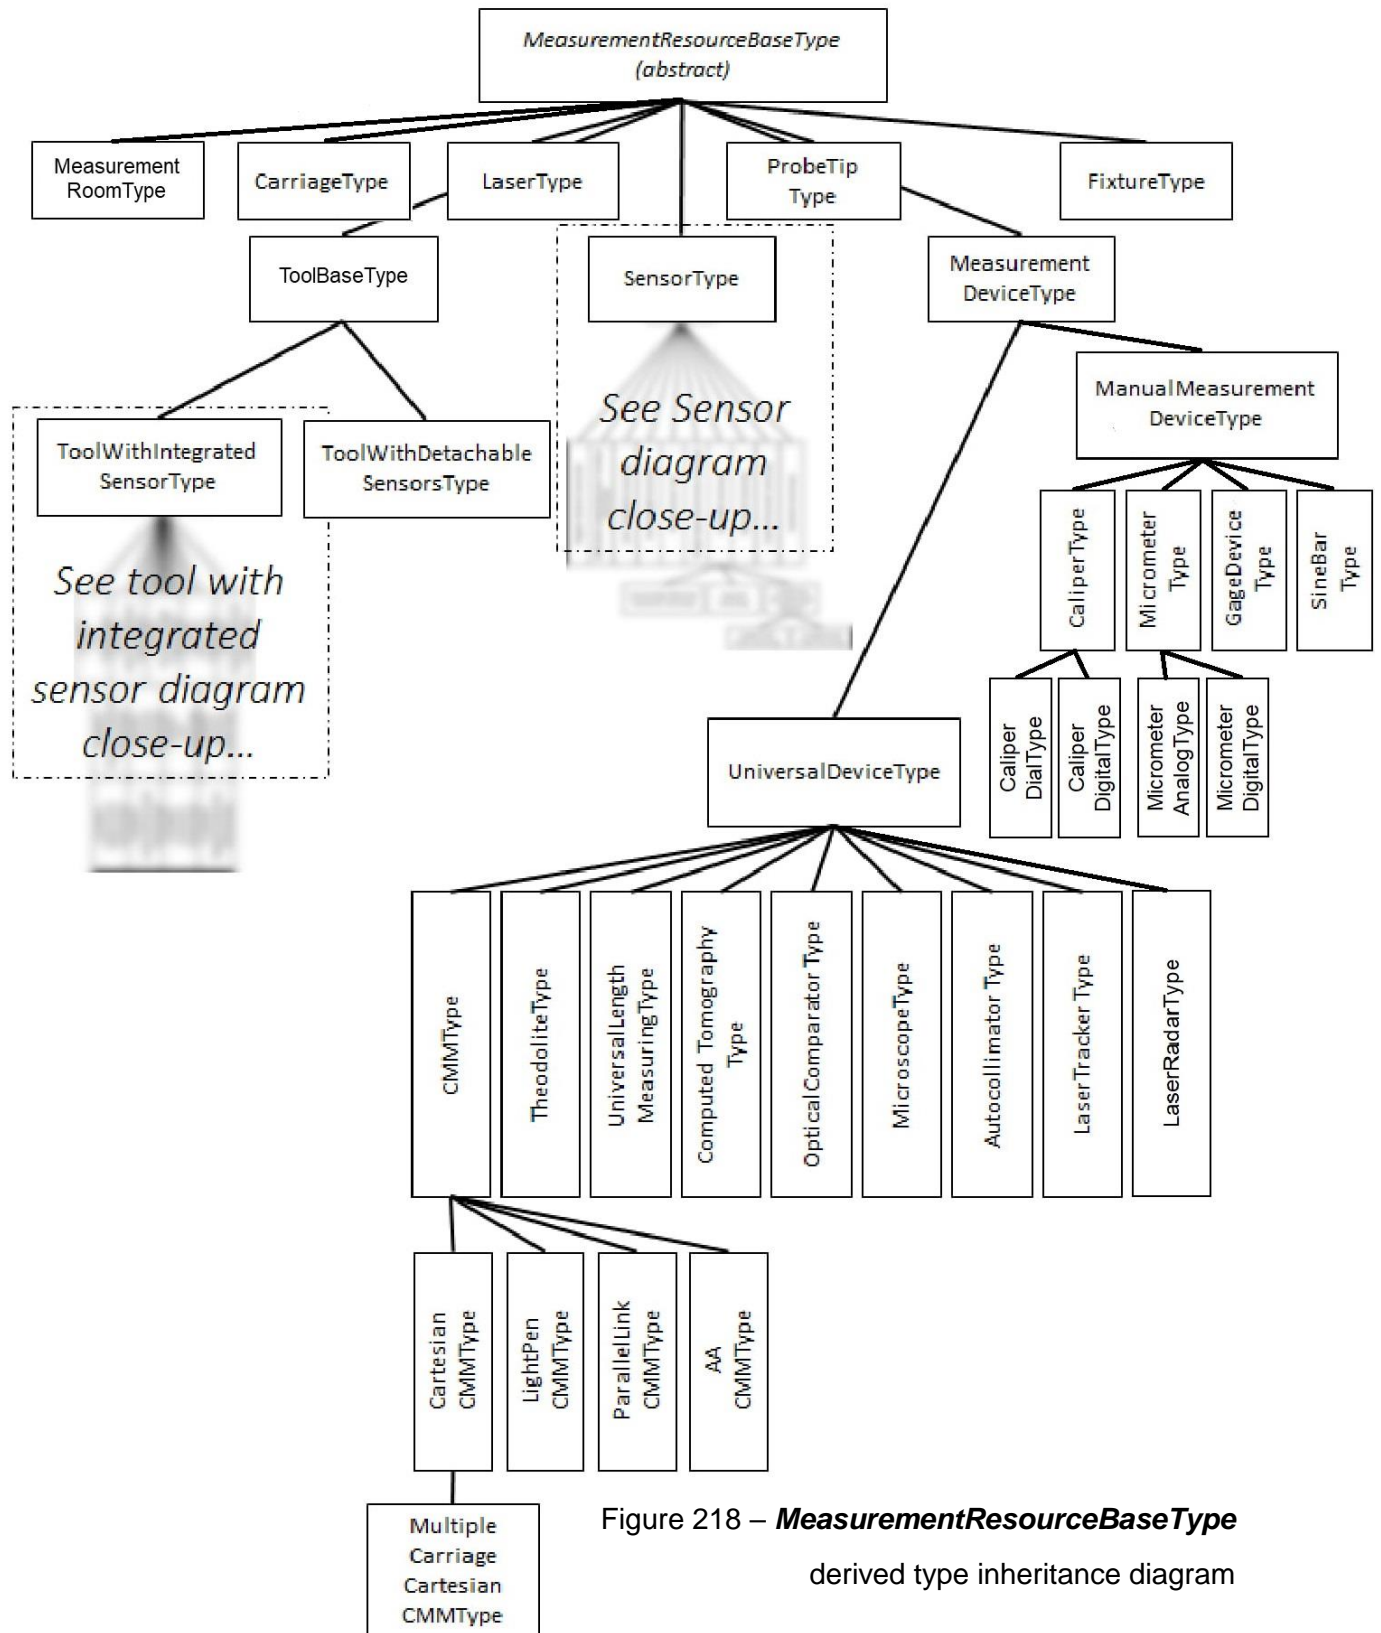 MeasurementResourceBaseType
(abstract)
Measurement
RoomType
CarriageType
LaserType
ProbeTip
Type
FixtureType
ToolBaseType
SensorType
Measurement
DeviceType
ManualMeasurement
DeviceType
See Sensor
diagram
close-up...
ToolWithIntegrated
SensorType
ToolWithDetachable
SensorsType
See tool with
integrated
sensor diagram
close-up...
CaliperType
Micrometer
Type
GageDevice
Type
SineBar
Type
Caliper
DialType
Caliper
DigitalType
Micrometer
AnalogType
Micrometer
DigitalType
UniversalDeviceType
CMMType
TheodoliteType
UniversalLength
MeasuringType
Computed Tomography
Type
OpticalComparator Type
MicroscopeType
Autocollimator Type
LaserTracker Type
LaserRadarType
Cartesian
CMMType
LightPen
CMMType
ParallelLink
CMMType
AA
CMMType
Multiple
Carriage
Cartesian
CMMType
Figure 218 – MeasurementResourceBaseType
derived type inheritance diagram